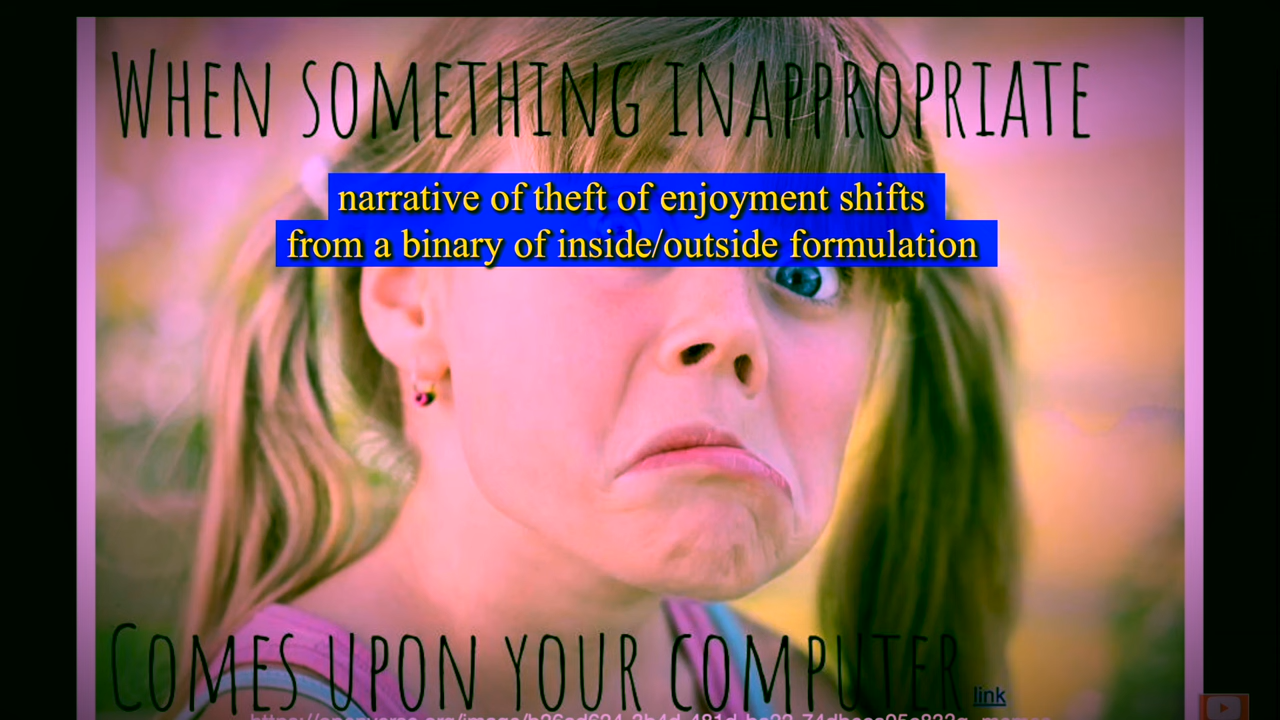 When something inappropriate
narrative of theft of enjoyment shifts
from a binary of inside/outside formulation
Comes upon your computer
link